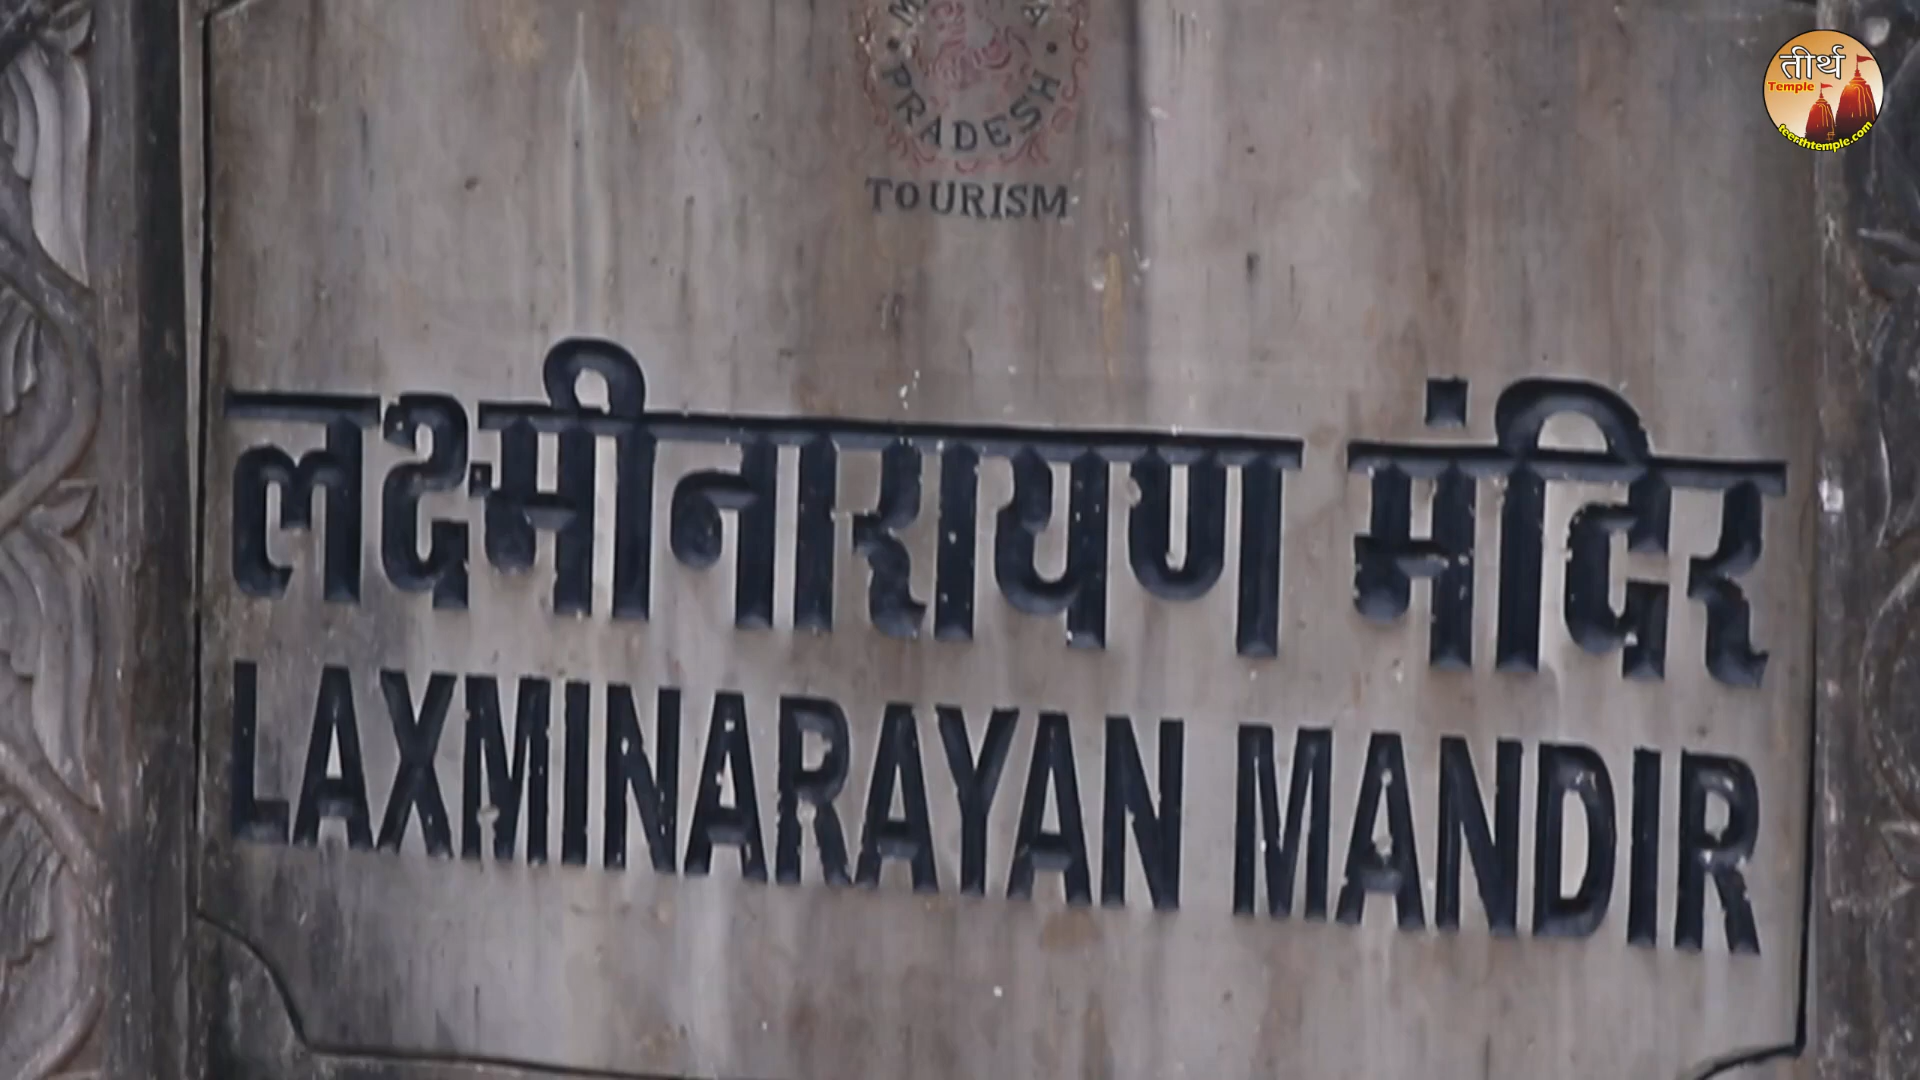 PRADESH
TOURISM
लक्ष्मीनारायण मंदिर
LAXMINARAYAN MANDIR
तीर्थ
Temple
teerthtemple.com